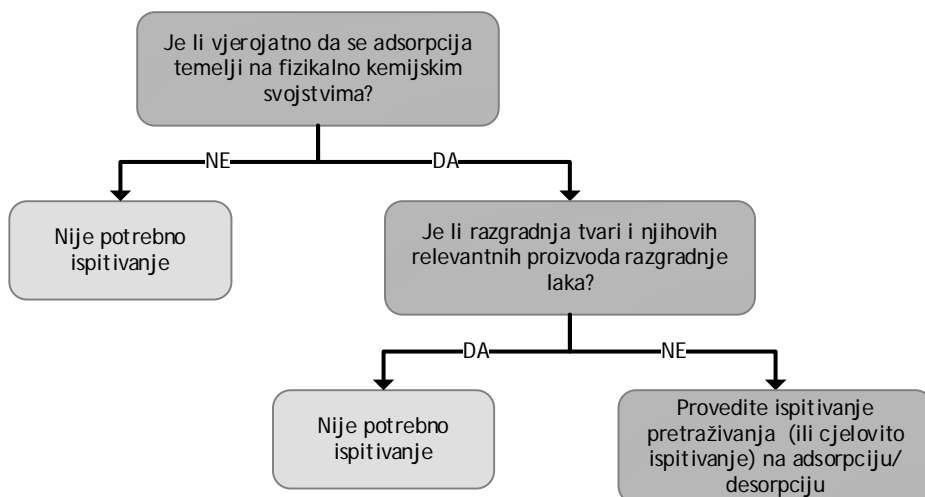 Je li vjerojatno da se adsorpcija
temelji na fizikalno kemijskim
svojstvima?
NE
DA
Nije potrebno
ispitivanje
Je li razgradnja tvari i njihovih
relevantnih proizvoda razgradnje
laka?
DA
NE
Nije potrebno
ispitivanje
Provedite ispitivanje
pretraživanja (ili cjelovito
ispitivanje) na adsorpciju/
desorpciju